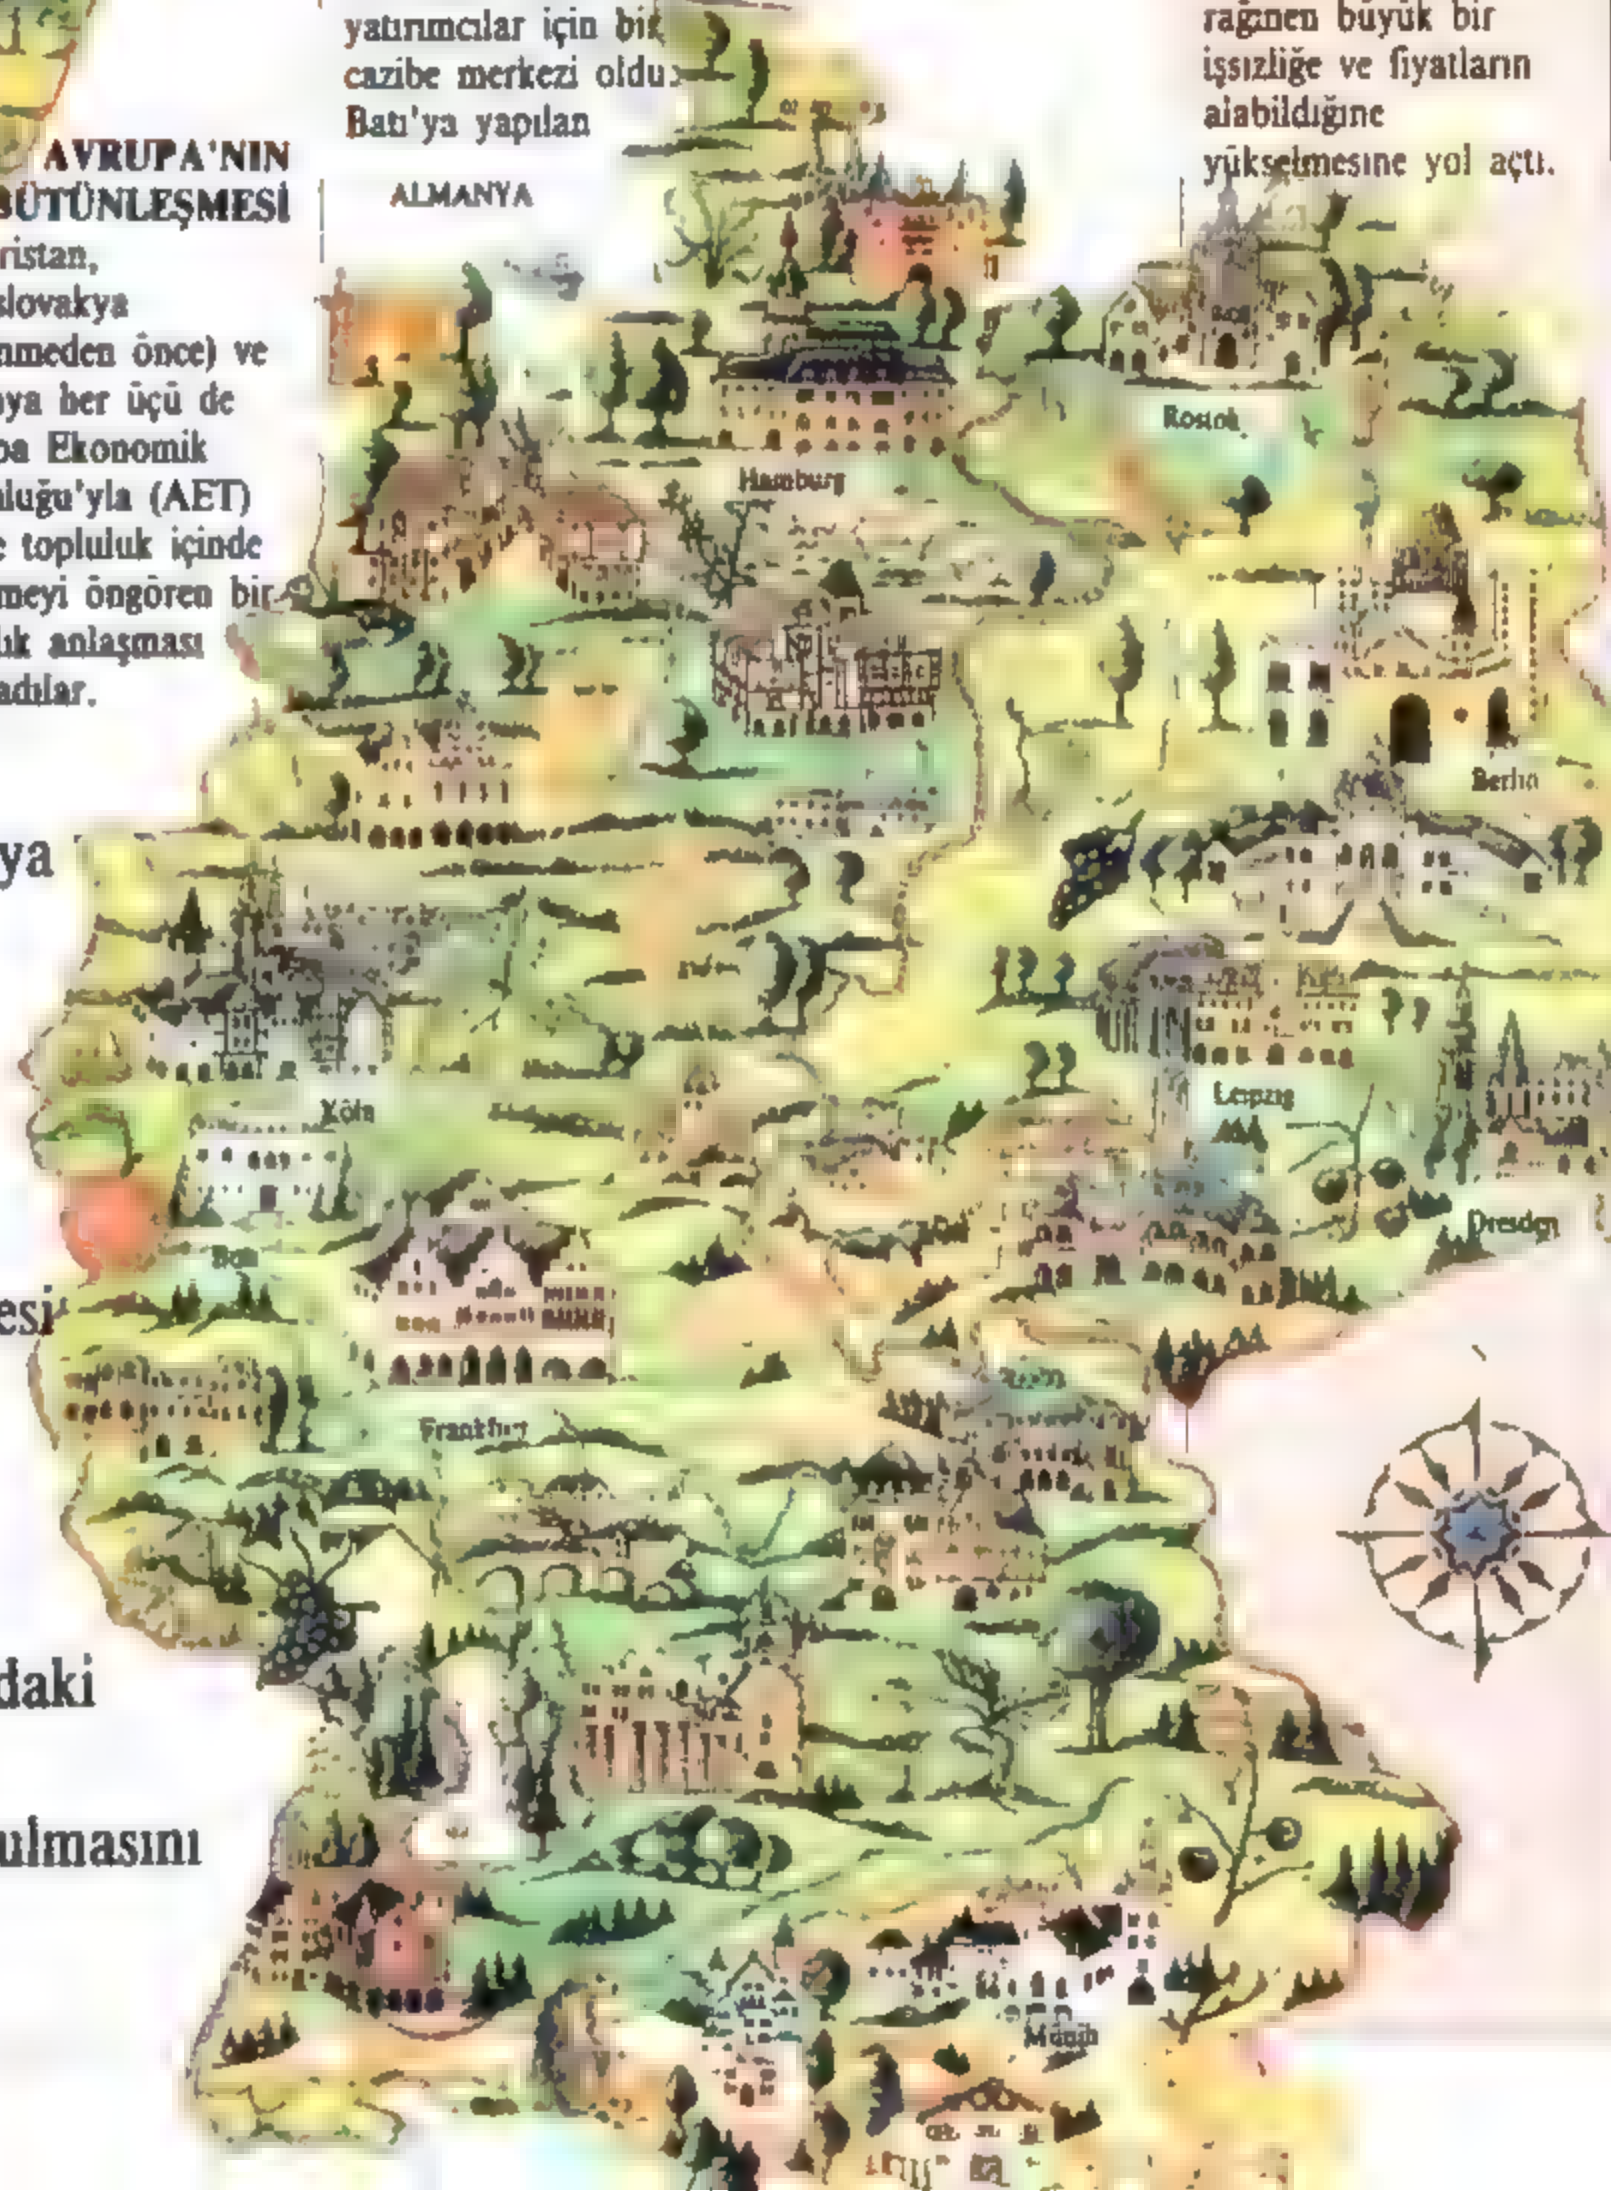 yatırımcılar için bir
cazibe merkezi oldu.
Batı'ya yapılan
rağmen büyük bir
işsizliğe ve fiyatların
alabildiğine
yükselmesine yol açtı.
AVRUPA'NIN
BÜTÜNLEŞMESİ
ristan,
slovakya
nmeden önce) ve
ya her üçü de
pa Ekonomik
luğu'yla (AET)
e topluluk içinde
meyi öngören bir
lık anlaşması
adılar.
ALMANYA
Rostok
Hamburg
Berlin
ya
Leipzig
Köln
Dresden
Bon
esi
Frankfurt
daki
ulmasını
Münih